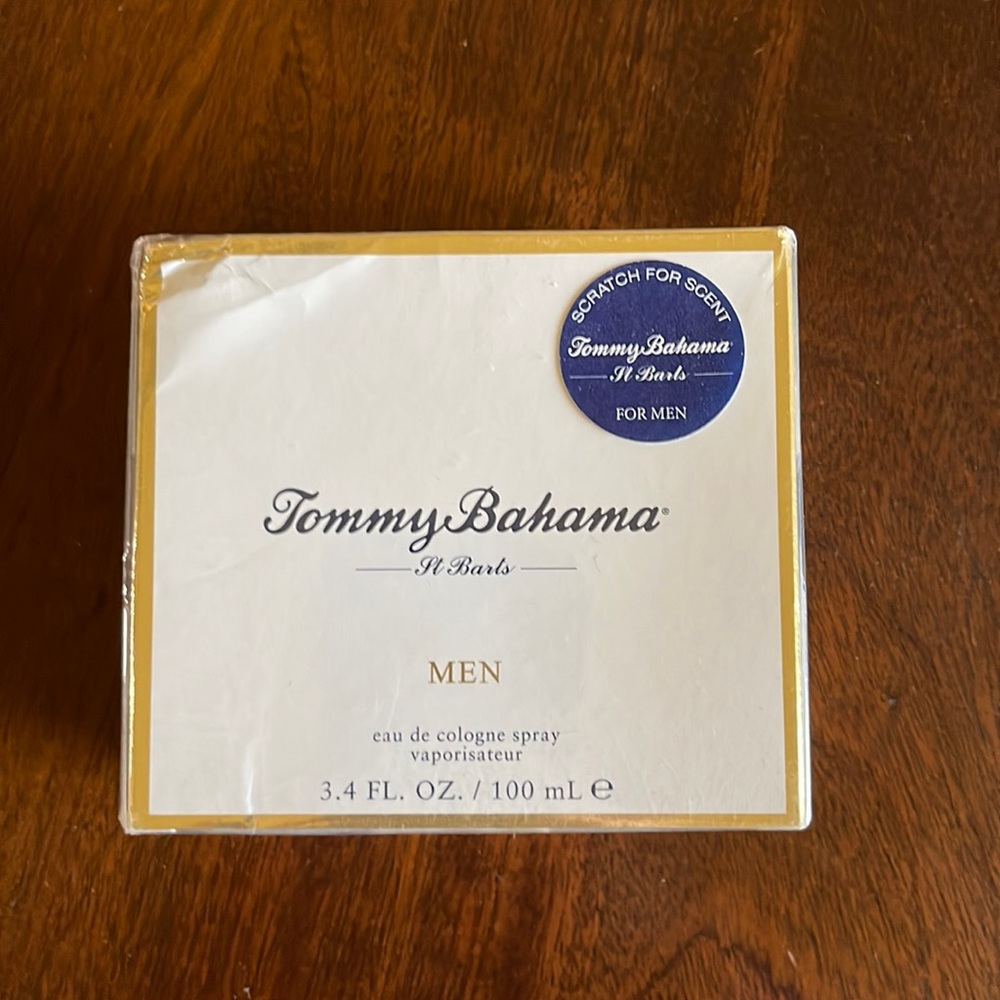 SCRATCH FOR SCENT
Tommy Bahama
St Barts
FOR MEN
Tommy Bahama®
St Barts
MEN
eau de cologne spray
vaporisateur
3.4 FL. OZ. / 100 mL ℮